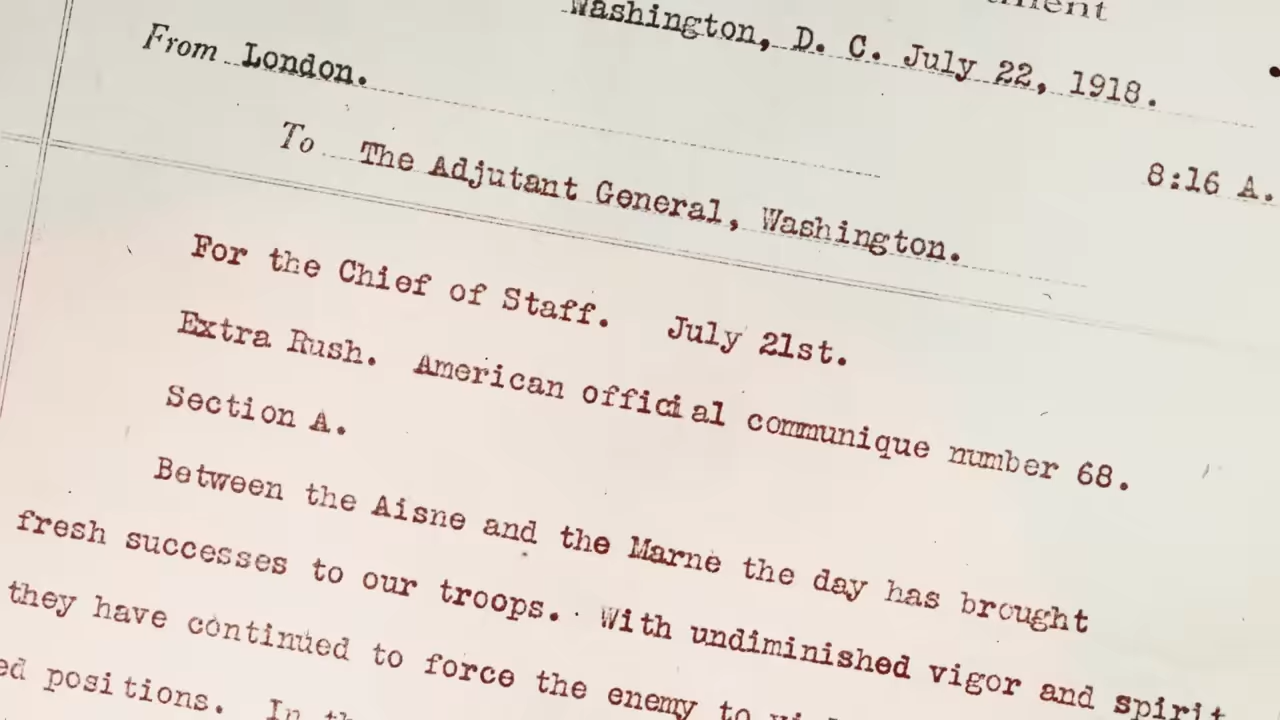 Washington, D. C. July 22, 1918.
From London.
8:16 A.
To The Adjutant General, Washington.
For the Chief of Staff. July 21st.
Extra Rush. American official communique number 68.
Section A.
Between the Aisne and the Marne the day has brought
fresh successes to our troops. With undiminished vigor and spirit
they have continued to force the enemy to
positions. In